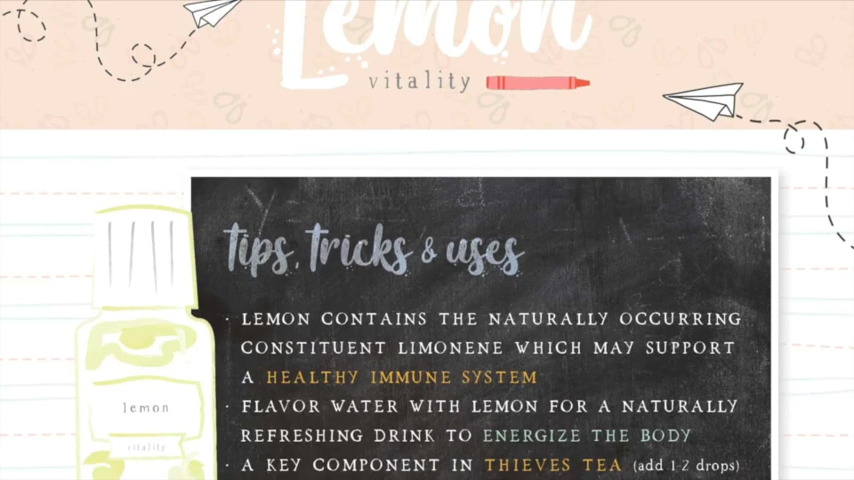 Lemon
vitality
tips, tricks & uses
· LEMON CONTAINS THE NATURALLY OCCURRING
CONSTITUENT LIMONENE WHICH MAY SUPPORT
A HEALTHY IMMUNE SYSTEM
· FLAVOR WATER WITH LEMON FOR A NATURALLY
REFRESHING DRINK TO ENERGIZE THE BODY
· A KEY COMPONENT IN THIEVES TEA (add 1-2 drops)
lemon
vitality